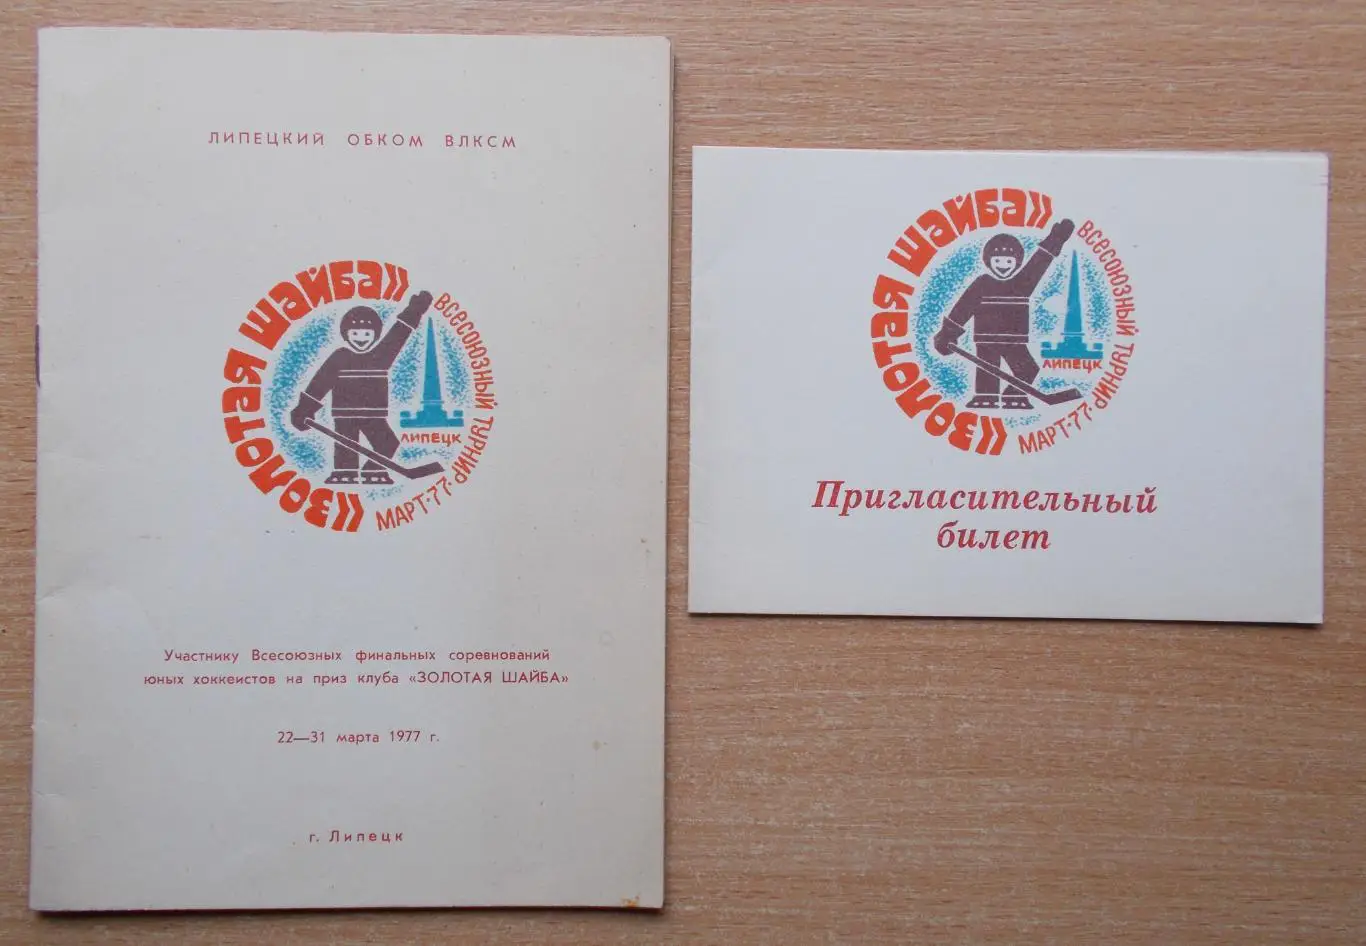 ЛИПЕЦКИЙ ОБКОМ ВЛКСМ
«ЗОЛОТАЯ ШАЙБА»
ВСЕСОЮЗНЫЙ ТУРНИР
ЛИПЕЦК
МАРТ·77·
Участнику Всесоюзных финальных соревнований
юных хоккеистов на приз клуба «ЗОЛОТАЯ ШАЙБА»
22—31 марта 1977 г.
г. Липецк
«ЗОЛОТАЯ ШАЙБА»
ВСЕСОЮЗНЫЙ ТУРНИР
ЛИПЕЦК
МАРТ·77·
Пригласительный
билет